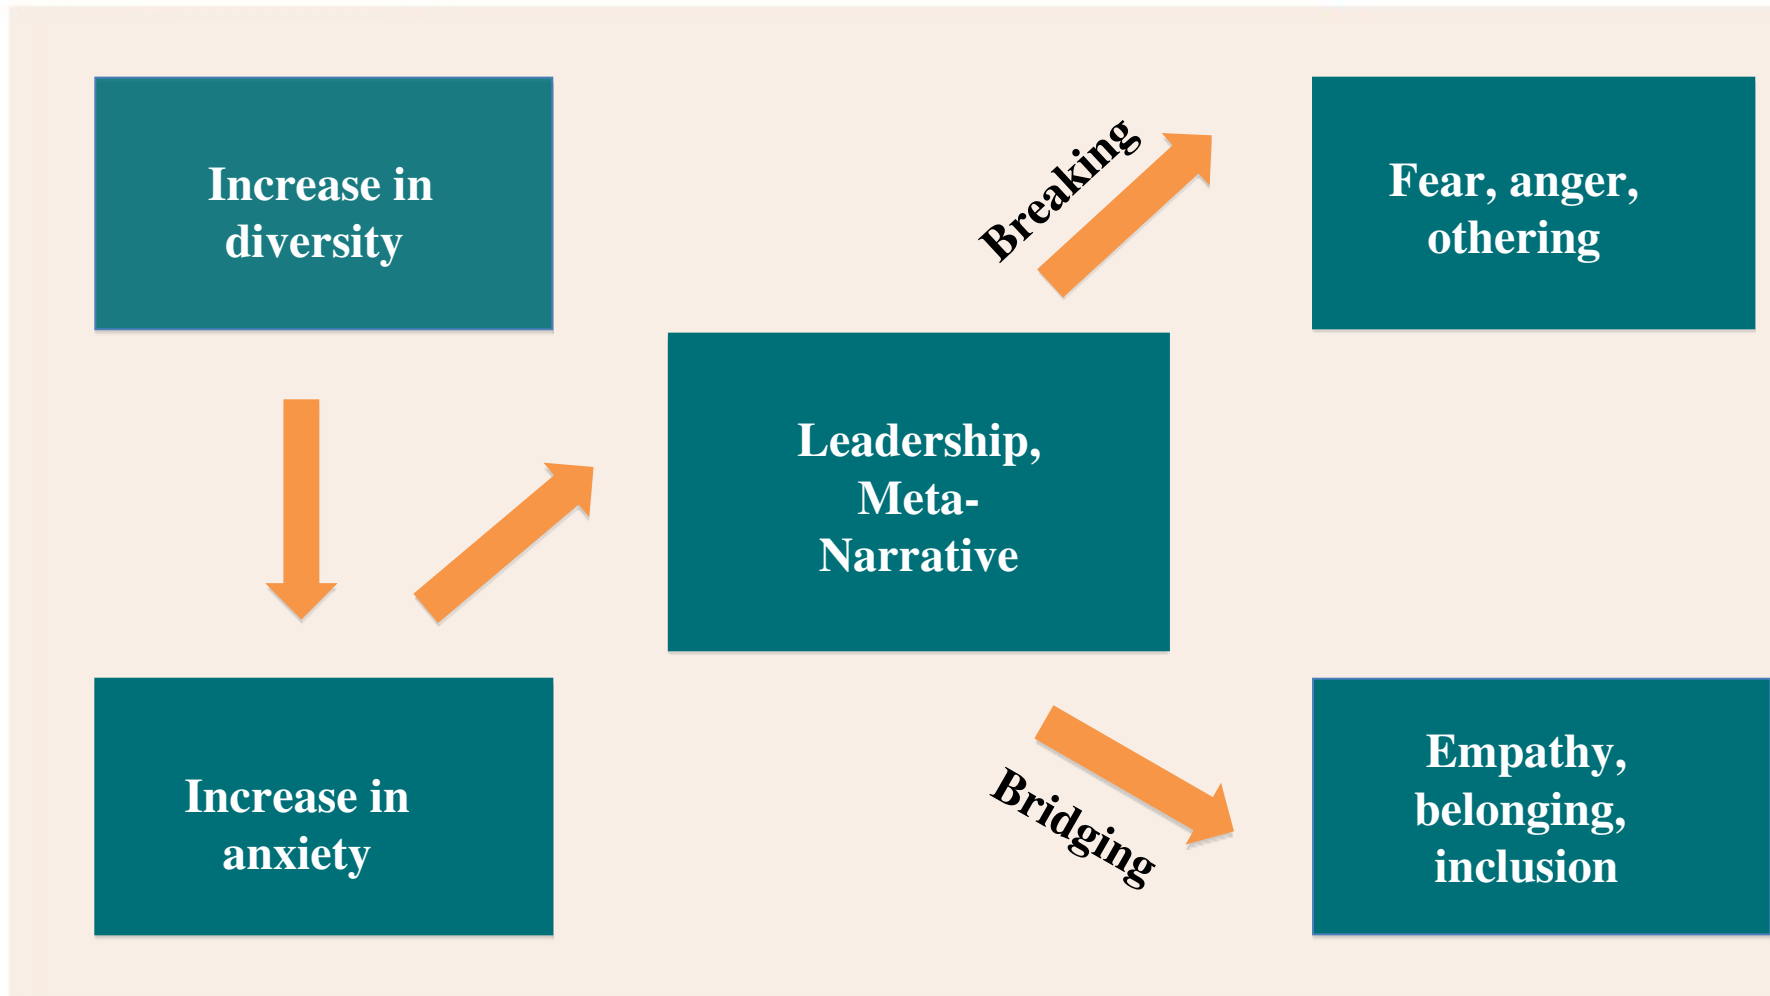 Increase in
diversity
Increase in
anxiety
Leadership,
Meta-
Narrative
Breaking
Fear, anger,
othering
Bridging
Empathy,
belonging,
inclusion